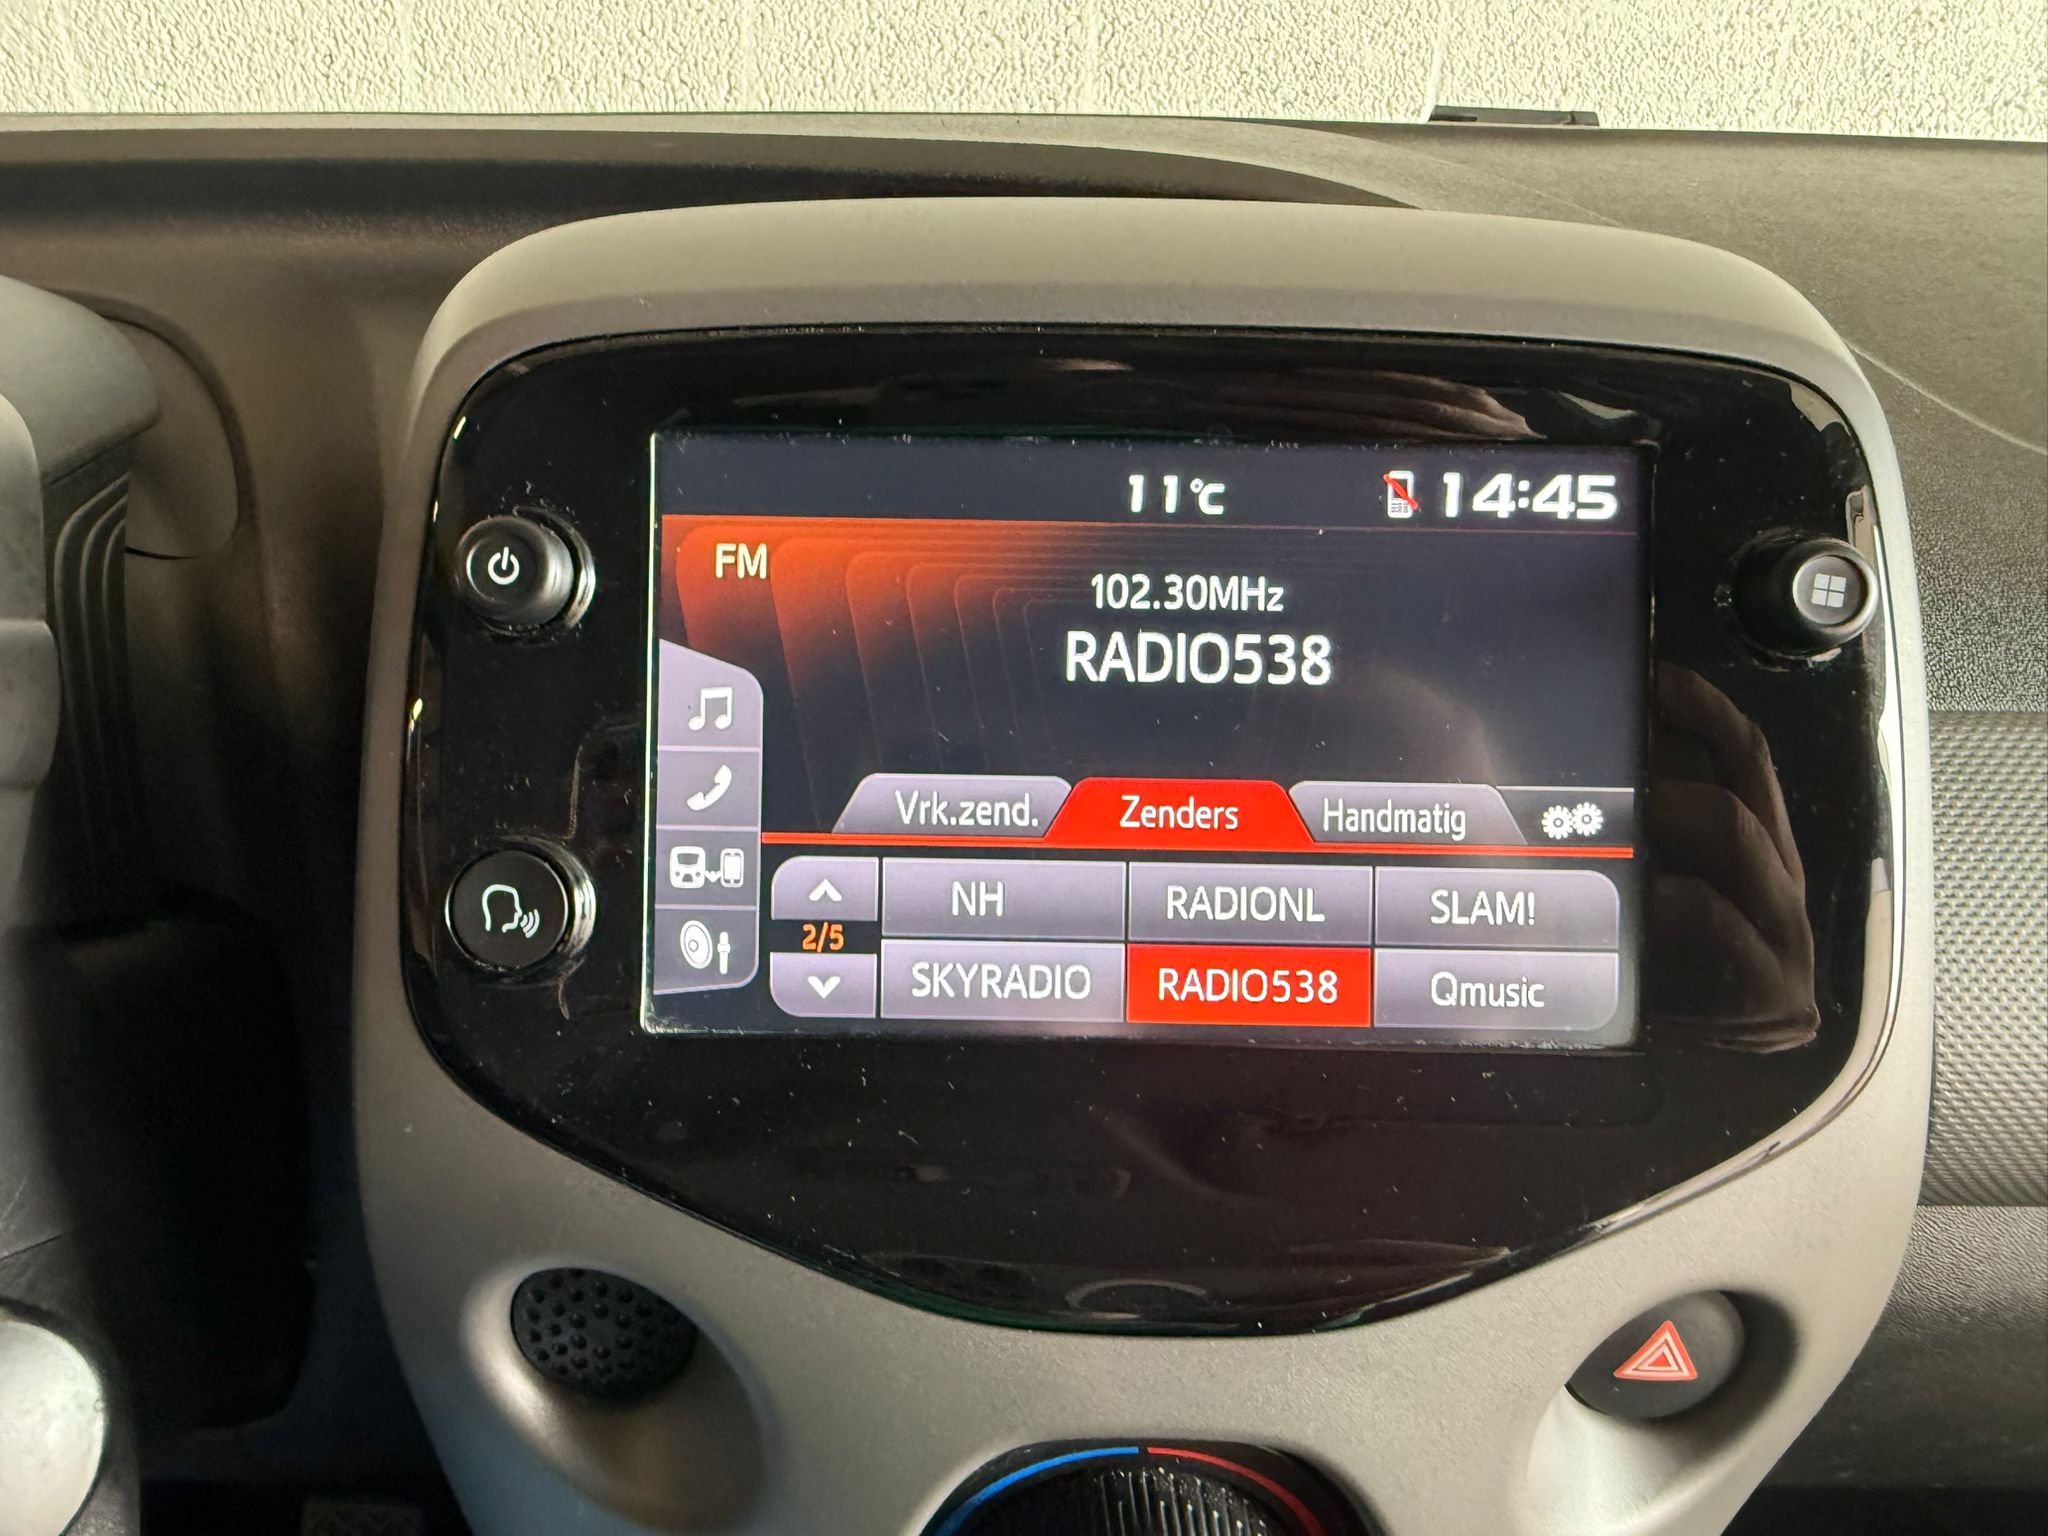 11°C 14:45
FM
102.30MHz
RADIO538
Vrk.zend. Zenders Handmatig
NH RADIONL SLAM!
2/5
SKYRADIO RADIO538 Qmusic